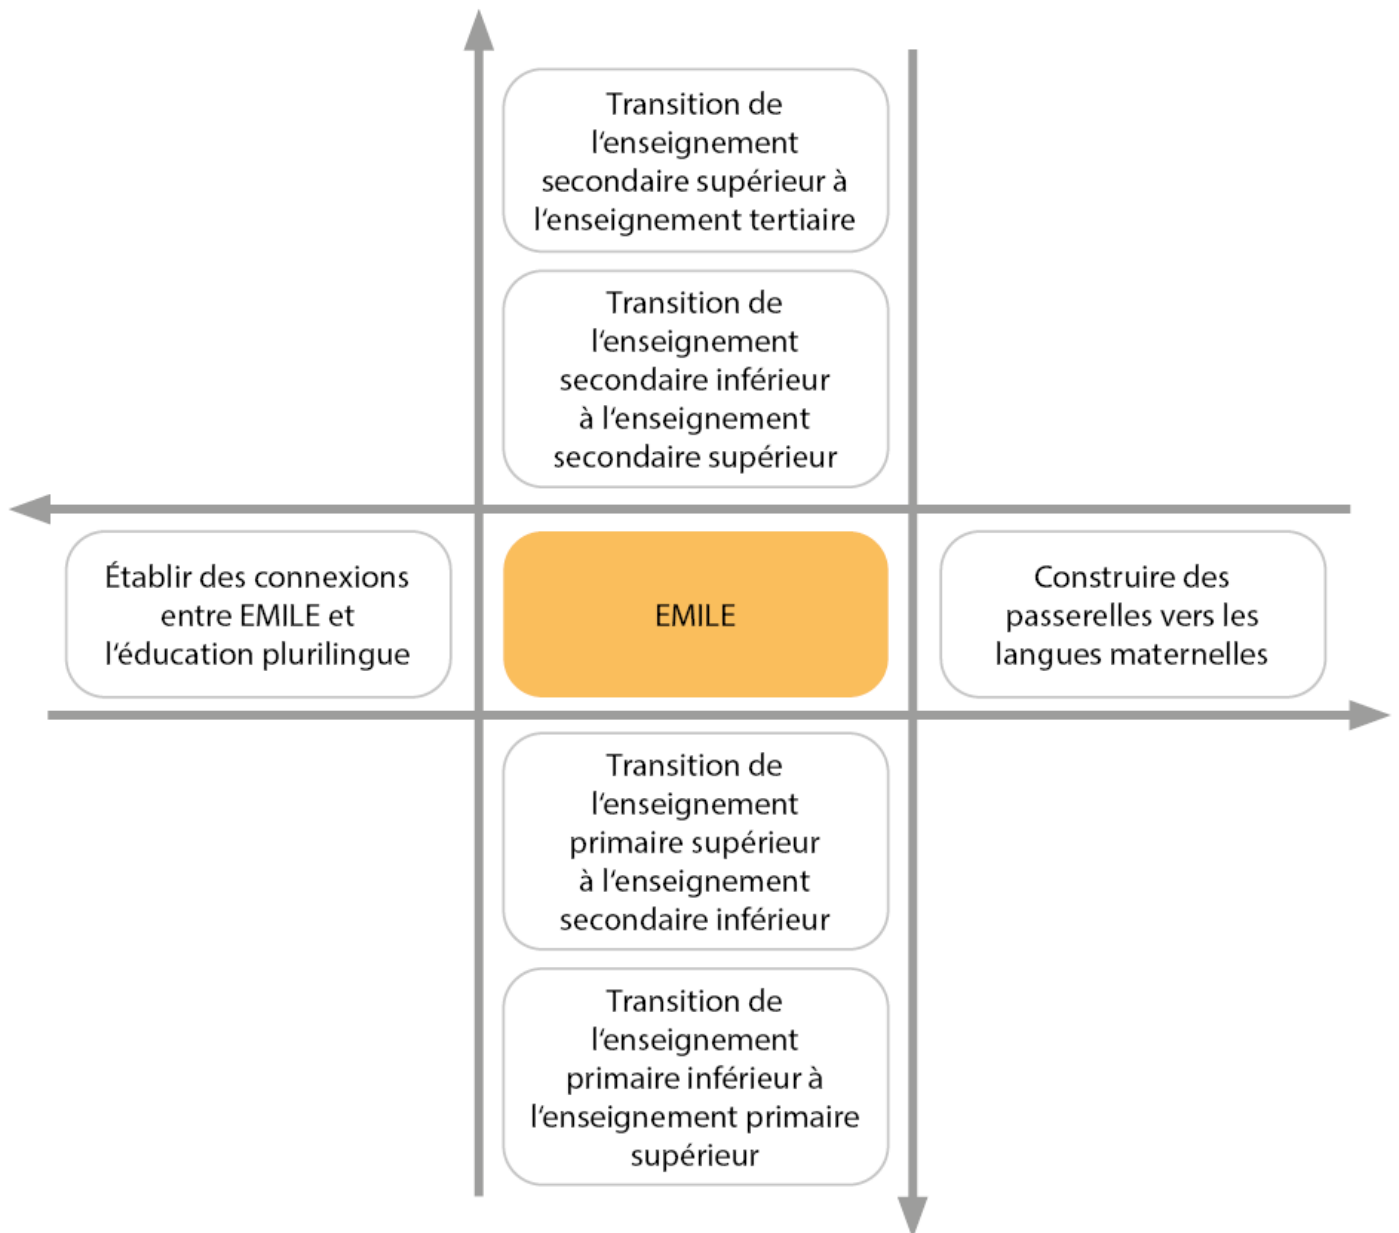 Transition de
l‘enseignement
secondaire supérieur à
l‘enseignement tertiaire
Transition de
l‘enseignement
secondaire inférieur
à l‘enseignement
secondaire supérieur
Établir des connexions
entre EMILE et
l‘éducation plurilingue
EMILE
Construire des
passerelles vers les
langues maternelles
Transition de
l‘enseignement
primaire supérieur
à l‘enseignement
secondaire inférieur
Transition de
l‘enseignement
primaire inférieur à
l‘enseignement primaire
supérieur